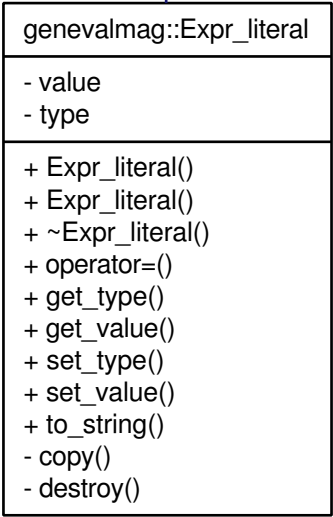 genevalmag::Expr_literal
- value
- type
+ Expr_literal()
+ Expr_literal()
+ ~Expr_literal()
+ operator=()
+ get_type()
+ get_value()
+ set_type()
+ set_value()
+ to_string()
- copy()
- destroy()